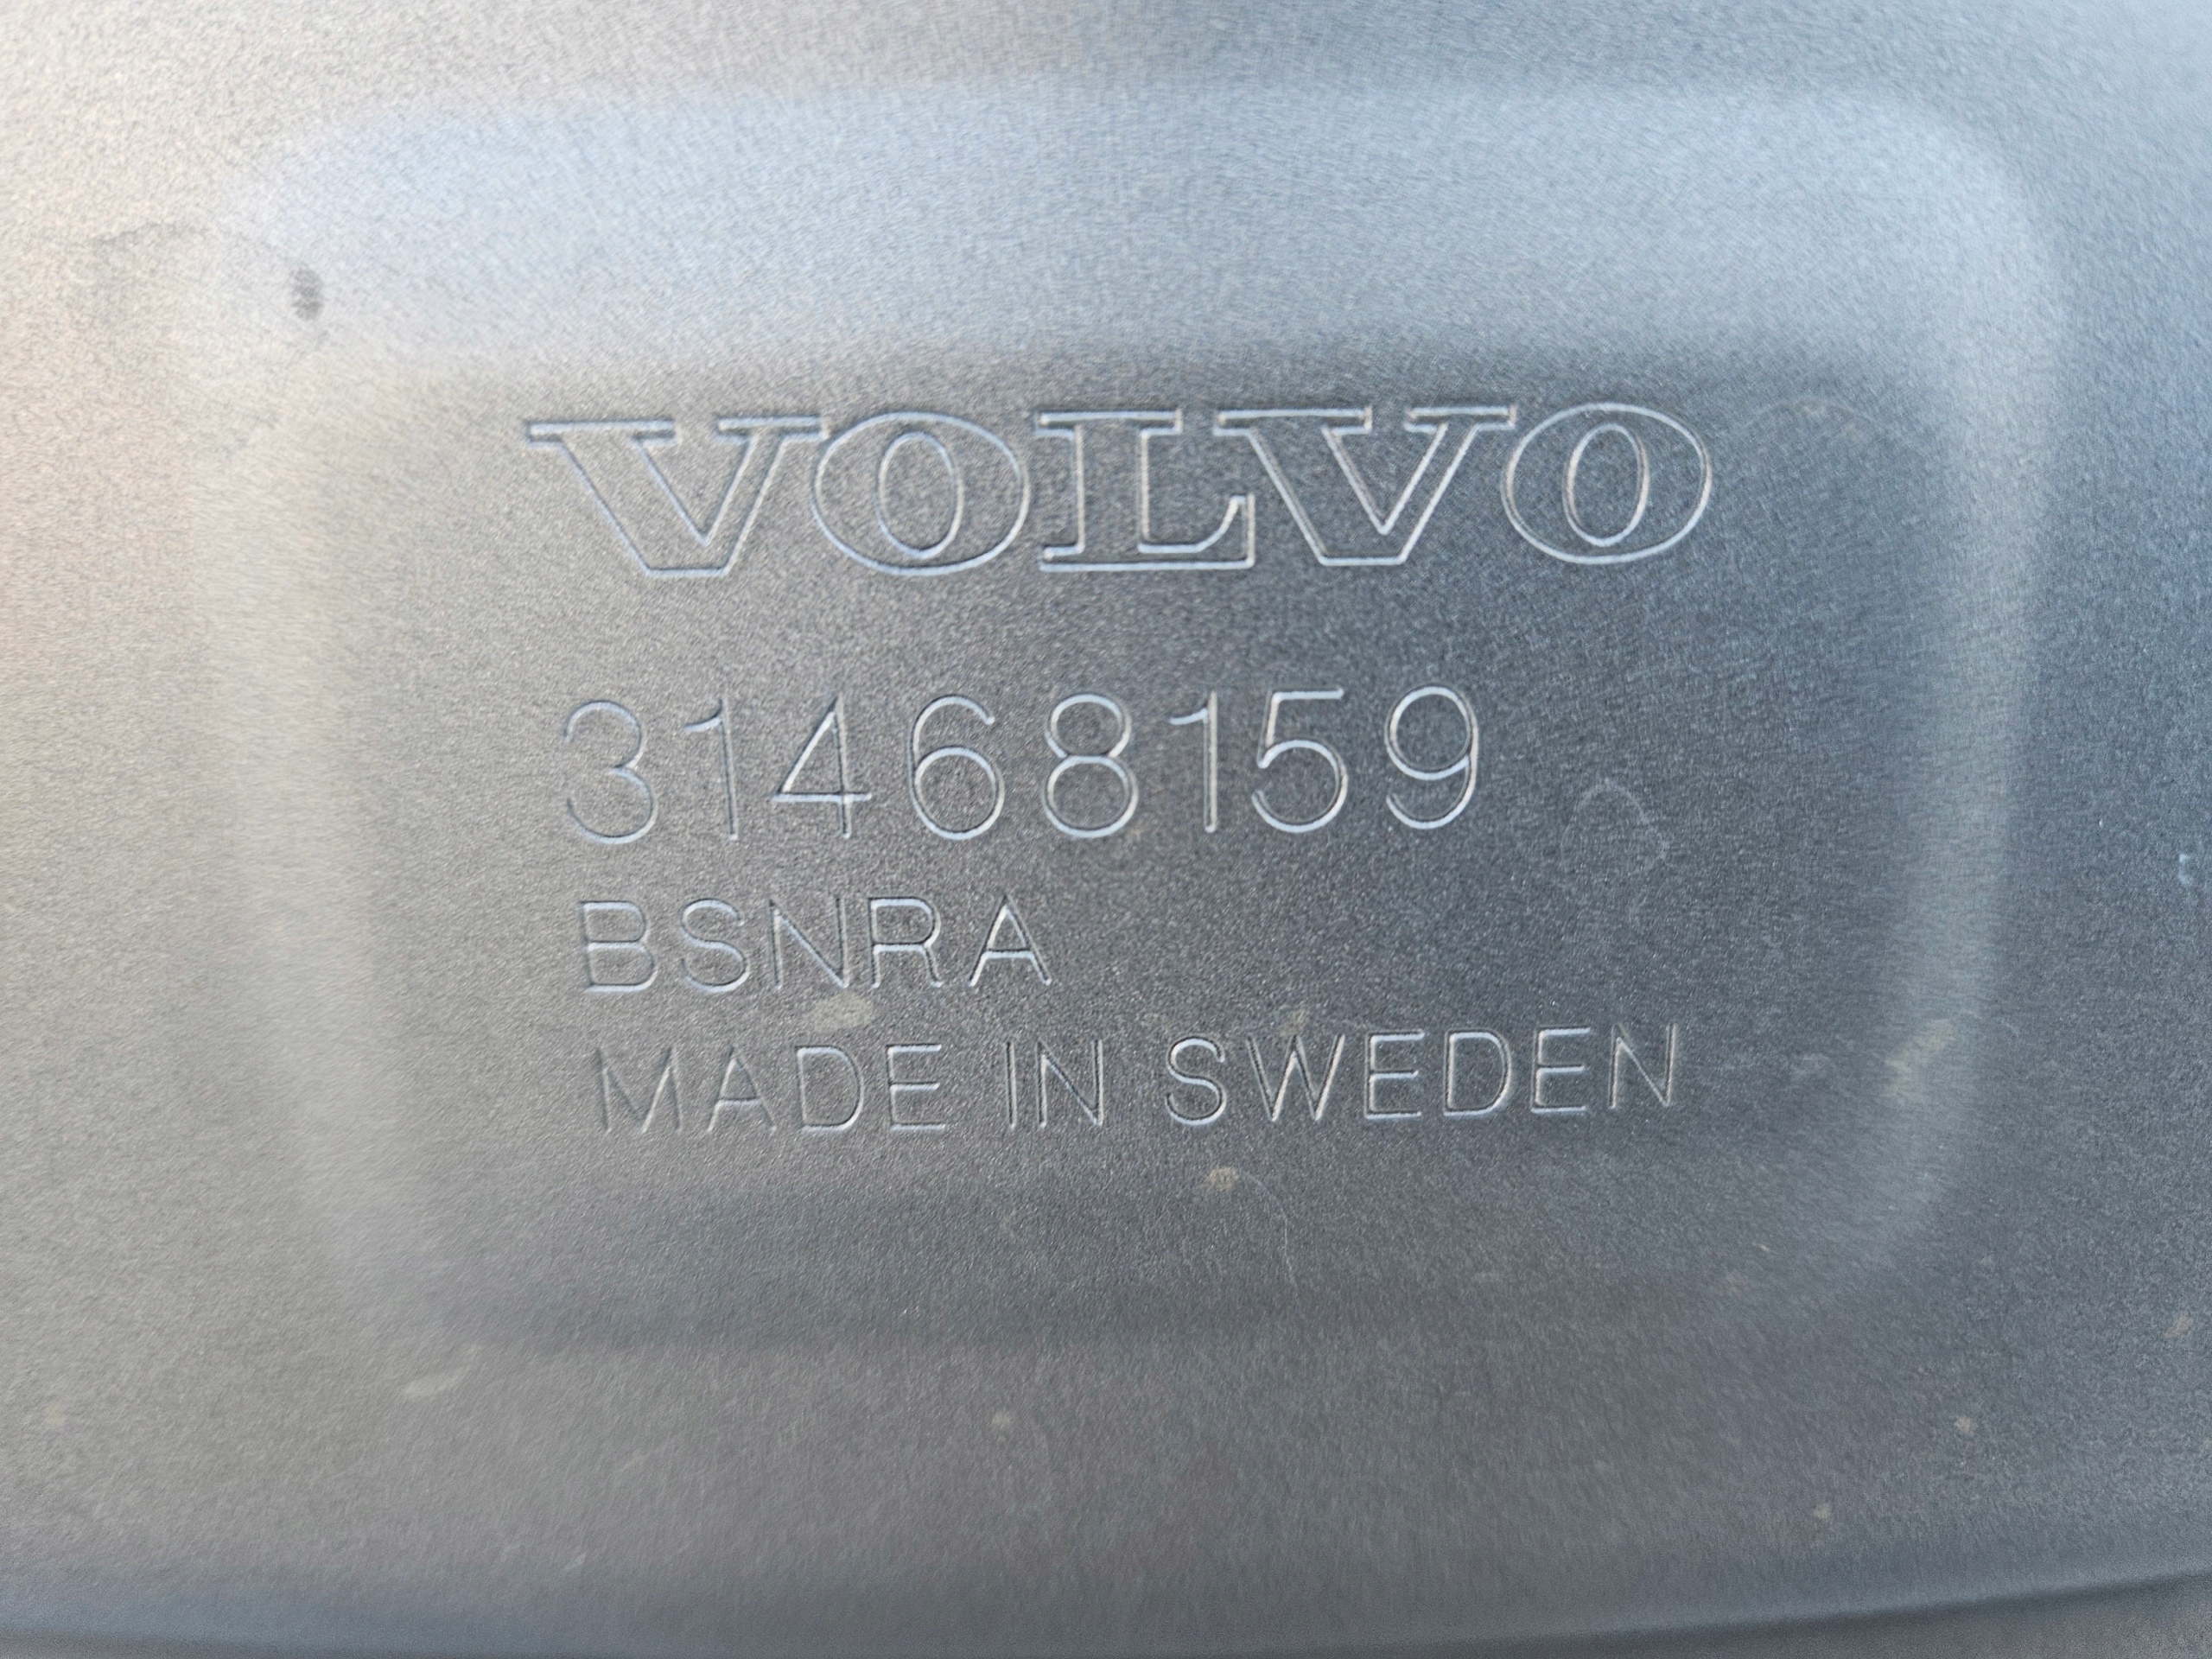 VOLVO
31468159
BSNRA
MADE IN SWEDEN